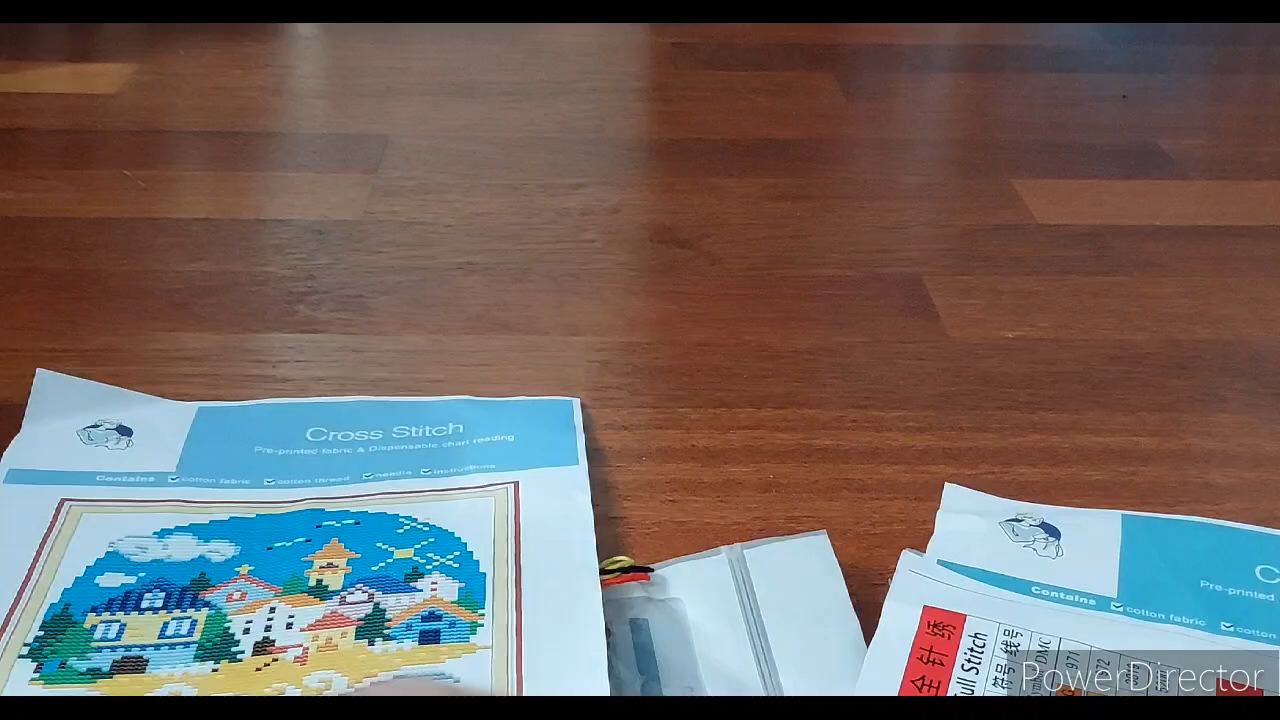 Cross Stitch
Pre-printed fabric & Dispensable chart reading
Contains cotton fabric cotton thread needle instructions
C
Pre-printed
Contains cotton fabric cotton
全针绣
Full Stitch
符号 线号
DMC
971
PowerDirector